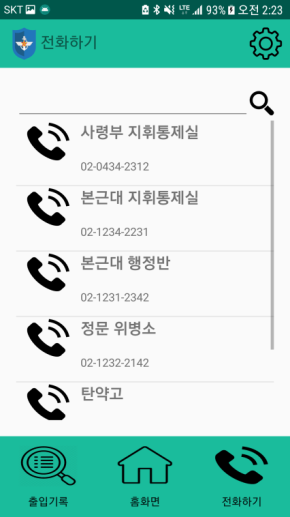 SKT 93% 오전 2:23
LTE
전화하기
사령부 지휘통제실
02-0434-2312
본근대 지휘통제실
02-1234-2231
본근대 행정반
02-1231-2342
정문 위병소
02-1232-2142
탄약고
출입기록 홈화면 전화하기